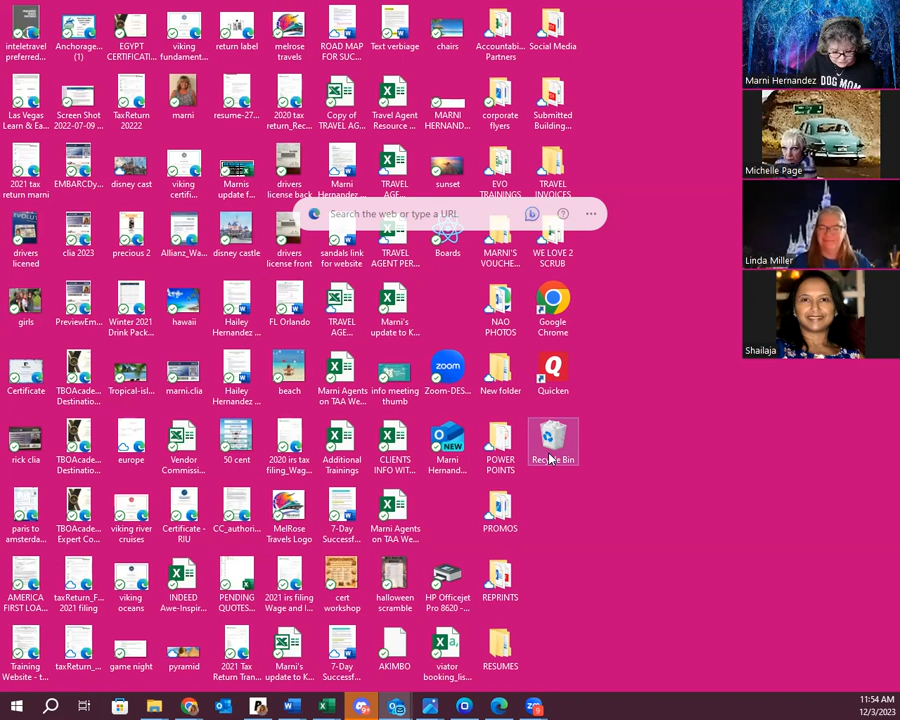 inteletravel preferred...
Anchorage... (1)
EGYPT CERTIFICATI...
viking fundament...
return label
melrose travels
ROAD MAP FOR SUC...
Text verbiage
chairs
Accountabi... Partners
Social Media
Las Vegas Learn & Ea...
Screen Shot 2022-07-09 ...
TaxReturn 20222
marni
resume-27...
2020 tax return_Rec...
Copy of TRAVEL AG...
Travel Agent Resource ...
MARNI HERNAND...
corporate flyers
Submitted Building...
2021 tax return marni
EMBARCDy...
disney cast
viking certifi...
Marnis update f...
drivers license back
Marni Hernandez ...
TRAVEL AGE...
sunset
EVO TRAININGS
TRAVEL INVOICES
Search the web or type a URL
drivers licened
clia 2023
precious 2
Allianz_Wa...
disney castle
drivers license front
sandals link for website
TRAVEL AGENT PER...
Boards
MARNI'S VOUCHE...
WE LOVE 2 SCRUB
girls
PreviewEm...
Winter 2021 Drink Pack...
hawaii
Hailey Hernandez ...
FL Orlando
TRAVEL AGE...
Marni's update to K...
NAO PHOTOS
Google Chrome
Certificate
TBOAcade... Destinatio...
Tropical-isl...
marni.clia
Hailey Hernandez ...
beach
Marni Agents on TAA We...
info meeting thumb
zoom
Zoom-DES...
New folder
Quicken
rick clia
TBOAcade... Destinatio...
europe
Vendor Commissi...
50 cent
2020 irs tax filing_Wag...
Additional Trainings
CLIENTS INFO WIT...
NEW
Marni Hernand...
POWER POINTS
Recycle Bin
paris to amsterda...
TBOAcade... Expert Co...
viking river cruises
Certificate - RIU
CC_authori...
MelRose Travels Logo
7-Day Successf...
Marni Agents on TAA We...
PROMOS
AMERICA FIRST LOA...
taxReturn_F... 2021 filing
viking oceans
INDEED Awe-Inspir...
PENDING QUOTES...
2021 irs filing Wage and I...
cert workshop
halloween scramble
HP Officejet Pro 8620 -...
REPRINTS
Training Website - t...
taxReturn_...
game night
pyramid
2021 Tax Return Tran...
Marni's update to K...
7-Day Successf...
AKIMBO
viator booking_lis...
RESUMES
DOG MOM
Marni Hernandez
Michelle Page
Linda Miller
Shailaja
11:54 AM
12/3/2023